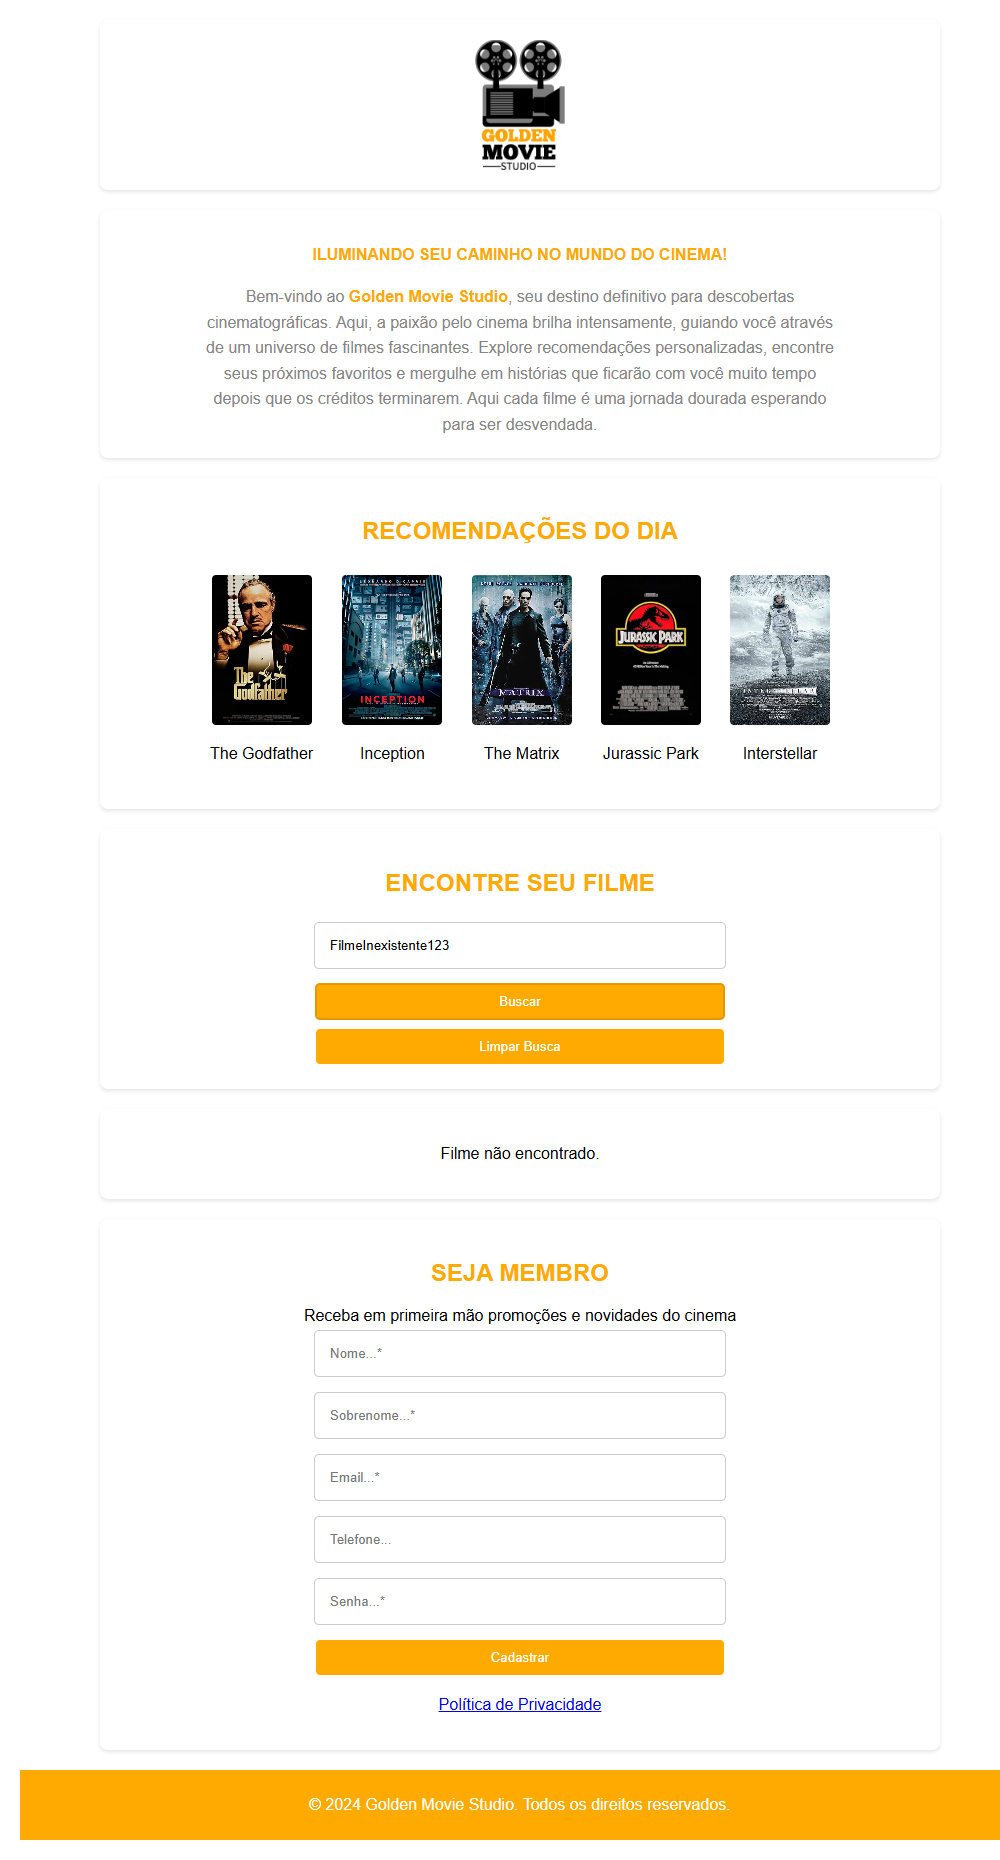 GOLDEN
MOVIE
STUDIO
ILUMINANDO SEU CAMINHO NO MUNDO DO CINEMA!
Bem-vindo ao Golden Movie Studio, seu destino definitivo para descobertas
cinematográficas. Aqui, a paixão pelo cinema brilha intensamente, guiando você através
de um universo de filmes fascinantes. Explore recomendações personalizadas, encontre
seus próximos favoritos e mergulhe em histórias que ficarão com você muito tempo
depois que os créditos terminarem. Aqui cada filme é uma jornada dourada esperando
para ser desvendada.
RECOMENDAÇÕES DO DIA
The
Godfather
INCEPTION
MATRIX
JURASSIC PARK
INTERSTELLAR
The Godfather
Inception
The Matrix
Jurassic Park
Interstellar
ENCONTRE SEU FILME
FilmeInexistente123
Buscar
Limpar Busca
Filme não encontrado.
SEJA MEMBRO
Receba em primeira mão promoções e novidades do cinema
Nome...*
Sobrenome...*
Email...*
Telefone...
Senha...*
Cadastrar
Política de Privacidade
© 2024 Golden Movie Studio. Todos os direitos reservados.